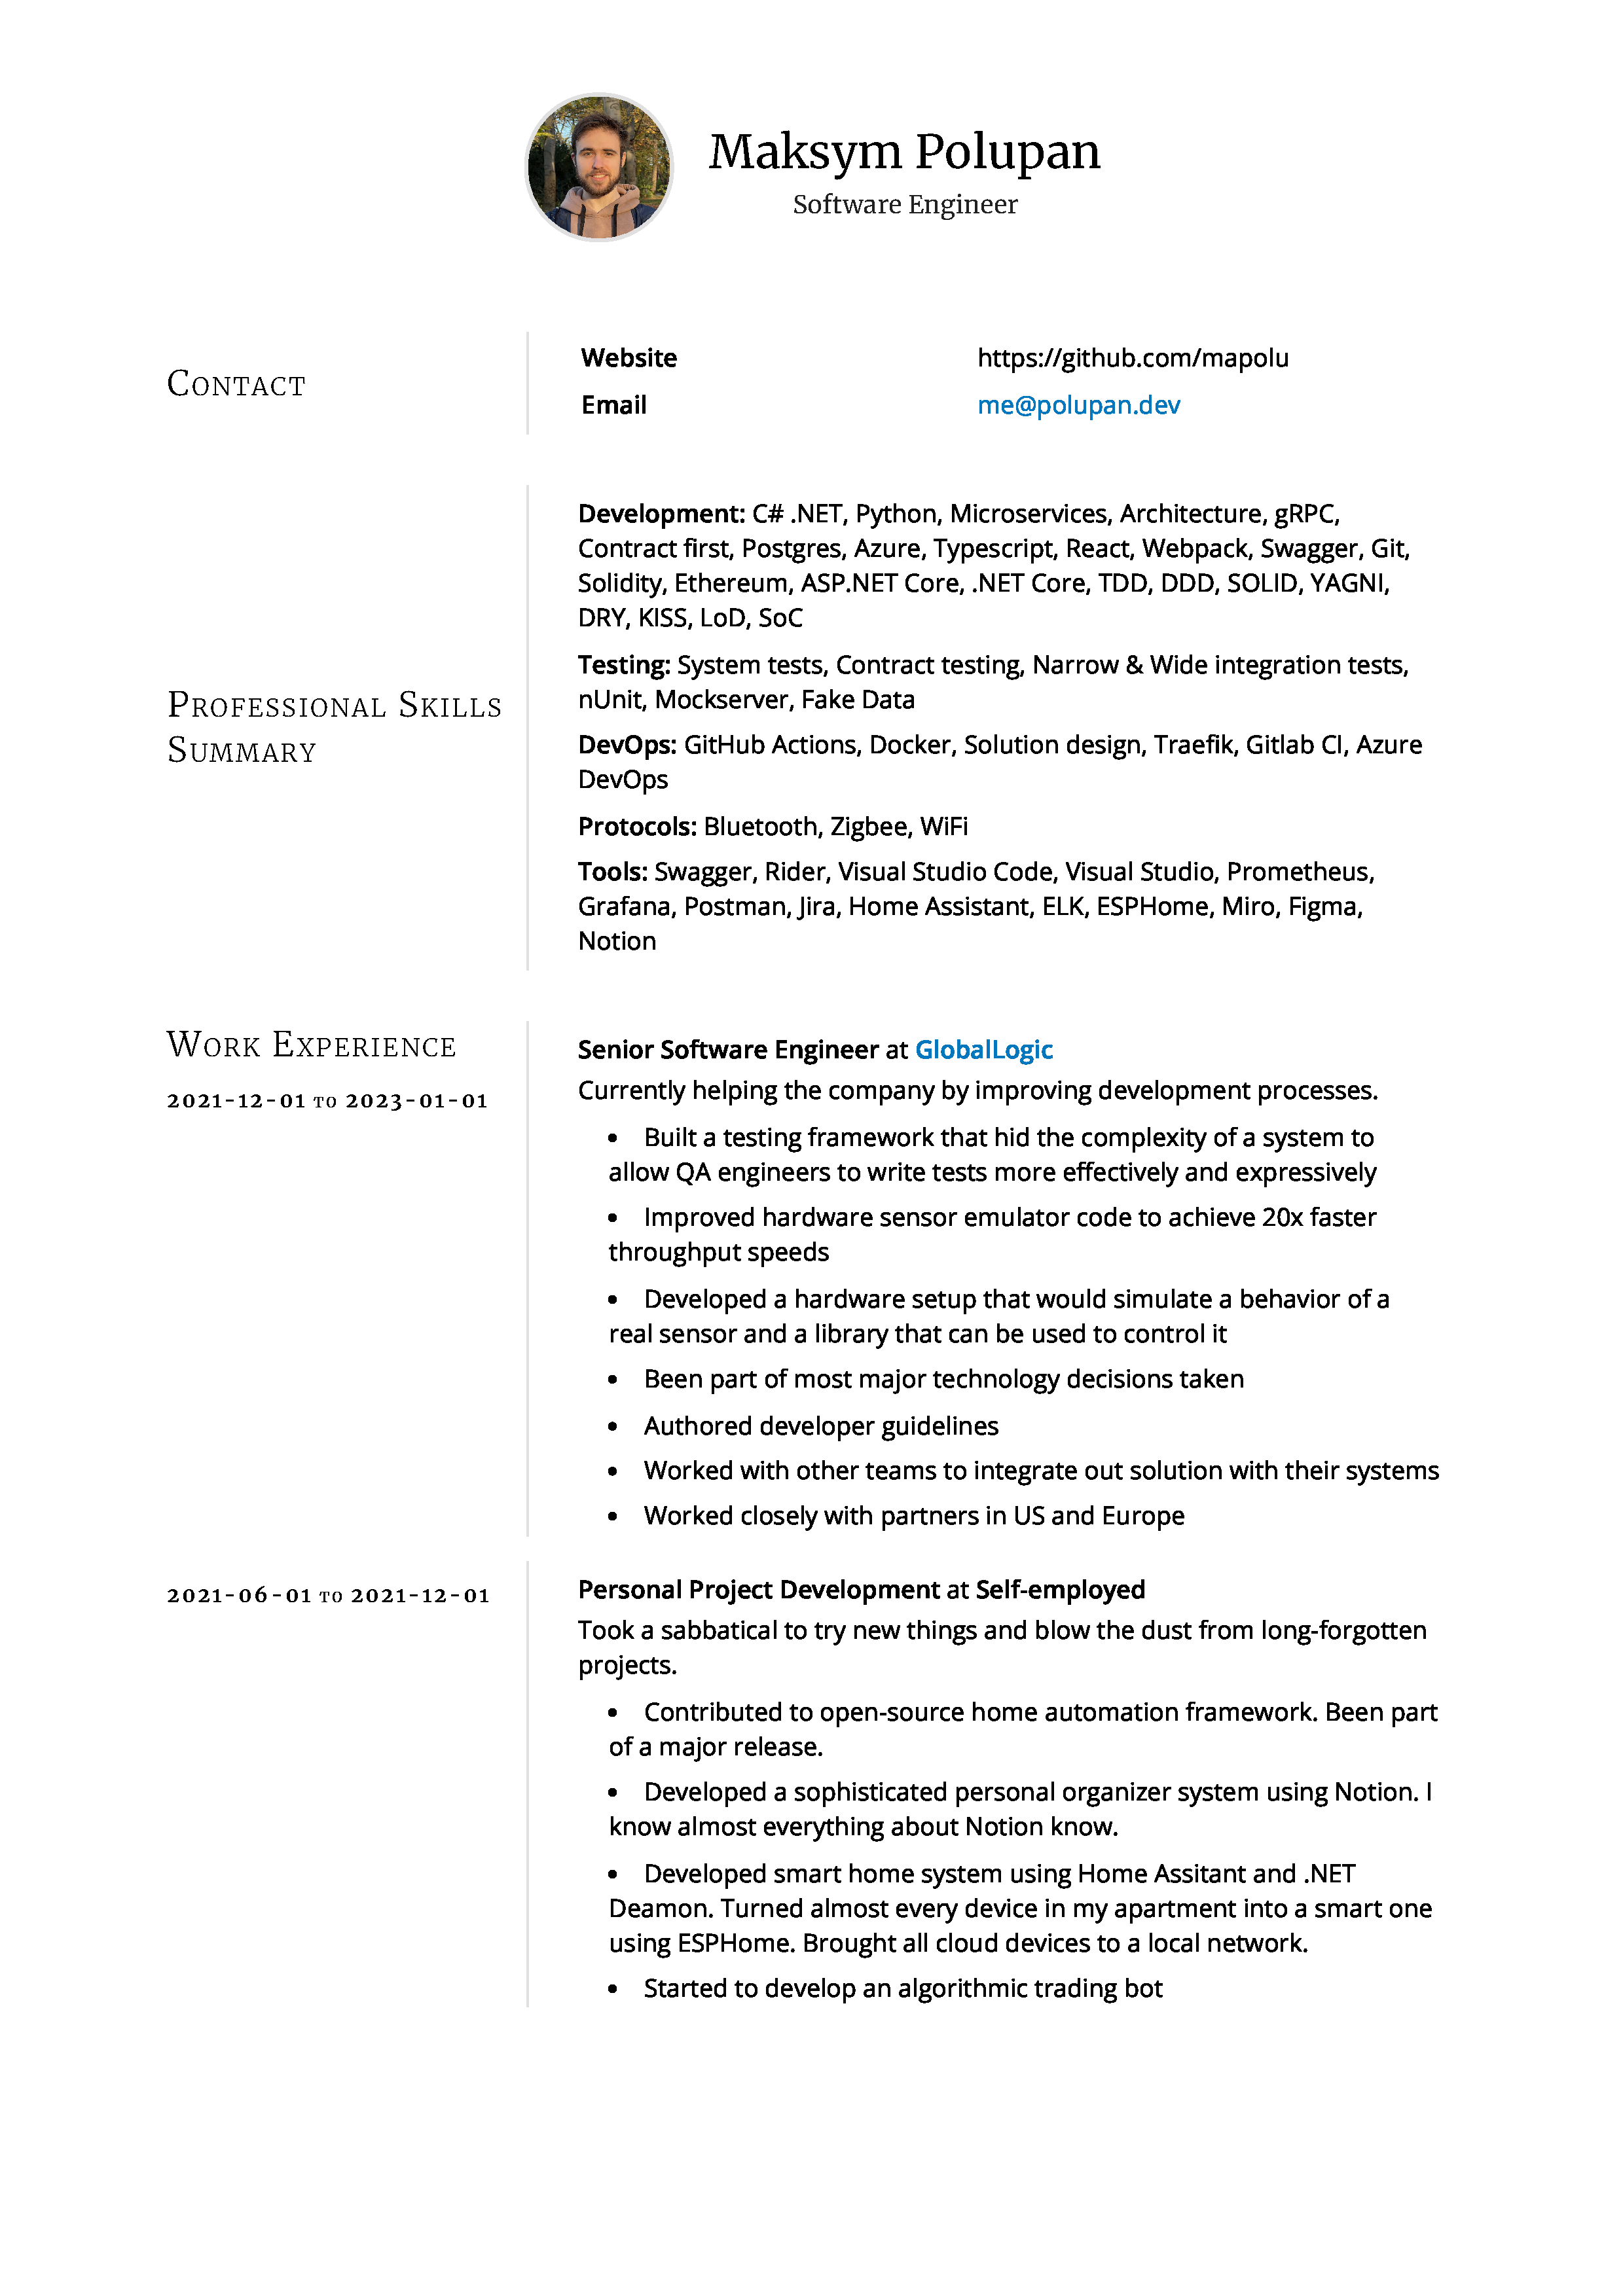 Maksym Polupan
Software Engineer
Contact
Website https://github.com/mapolu
Email me@polupan.dev
Professional Skills
Summary
Development: C# .NET, Python, Microservices, Architecture, gRPC,
Contract first, Postgres, Azure, Typescript, React, Webpack, Swagger, Git,
Solidity, Ethereum, ASP.NET Core, .NET Core, TDD, DDD, SOLID, YAGNI,
DRY, KISS, LoD, SoC
Testing: System tests, Contract testing, Narrow & Wide integration tests,
nUnit, Mockserver, Fake Data
DevOps: GitHub Actions, Docker, Solution design, Traefik, Gitlab CI, Azure
DevOps
Protocols: Bluetooth, Zigbee, WiFi
Tools: Swagger, Rider, Visual Studio Code, Visual Studio, Prometheus,
Grafana, Postman, Jira, Home Assistant, ELK, ESPHome, Miro, Figma,
Notion
Work Experience
2021-12-01 to 2023-01-01
Senior Software Engineer at GlobalLogic
Currently helping the company by improving development processes.
• Built a testing framework that hid the complexity of a system to
allow QA engineers to write tests more effectively and expressively
• Improved hardware sensor emulator code to achieve 20x faster
throughput speeds
• Developed a hardware setup that would simulate a behavior of a
real sensor and a library that can be used to control it
• Been part of most major technology decisions taken
• Authored developer guidelines
• Worked with other teams to integrate out solution with their systems
• Worked closely with partners in US and Europe
2021-06-01 to 2021-12-01
Personal Project Development at Self-employed
Took a sabbatical to try new things and blow the dust from long-forgotten
projects.
• Contributed to open-source home automation framework. Been part
of a major release.
• Developed a sophisticated personal organizer system using Notion. I
know almost everything about Notion know.
• Developed smart home system using Home Assitant and .NET
Deamon. Turned almost every device in my apartment into a smart one
using ESPHome. Brought all cloud devices to a local network.
• Started to develop an algorithmic trading bot